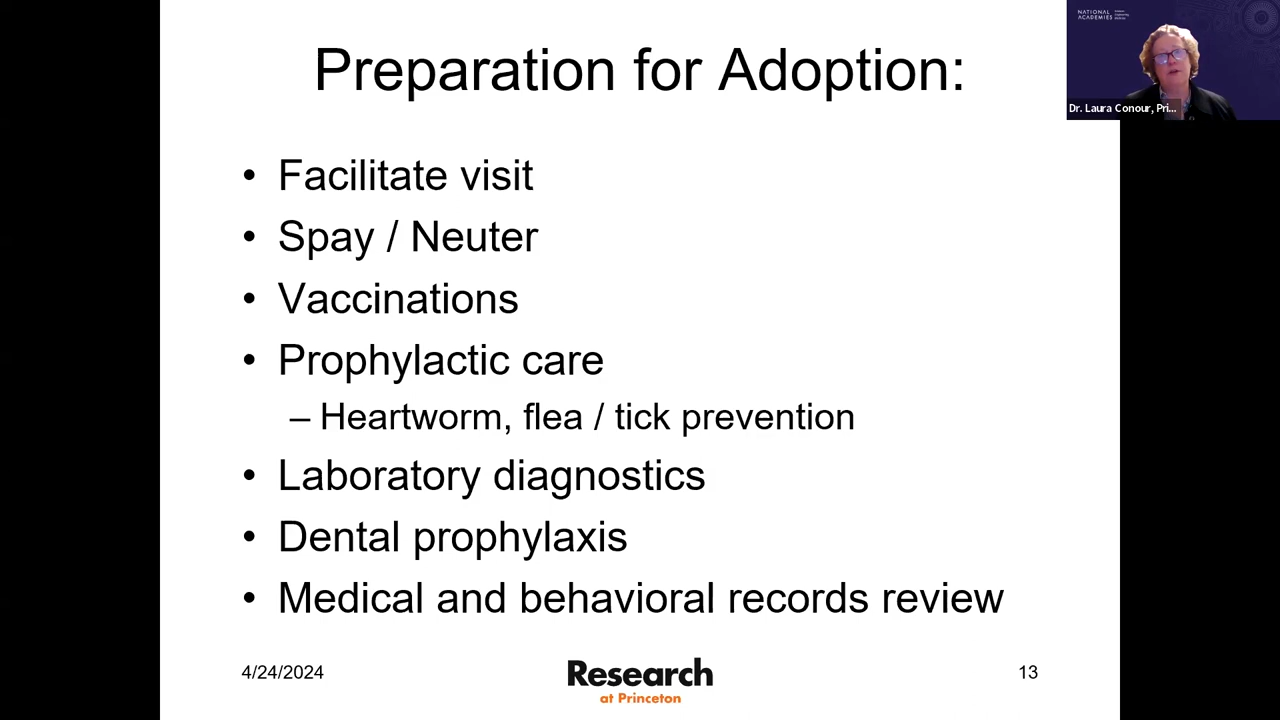 Preparation for Adoption:
• Facilitate visit
• Spay / Neuter
• Vaccinations
• Prophylactic care
– Heartworm, flea / tick prevention
• Laboratory diagnostics
• Dental prophylaxis
• Medical and behavioral records review
4/24/2024
Research
at Princeton
13
NATIONAL
ACADEMIES
Dr. Laura Conour, Pri...